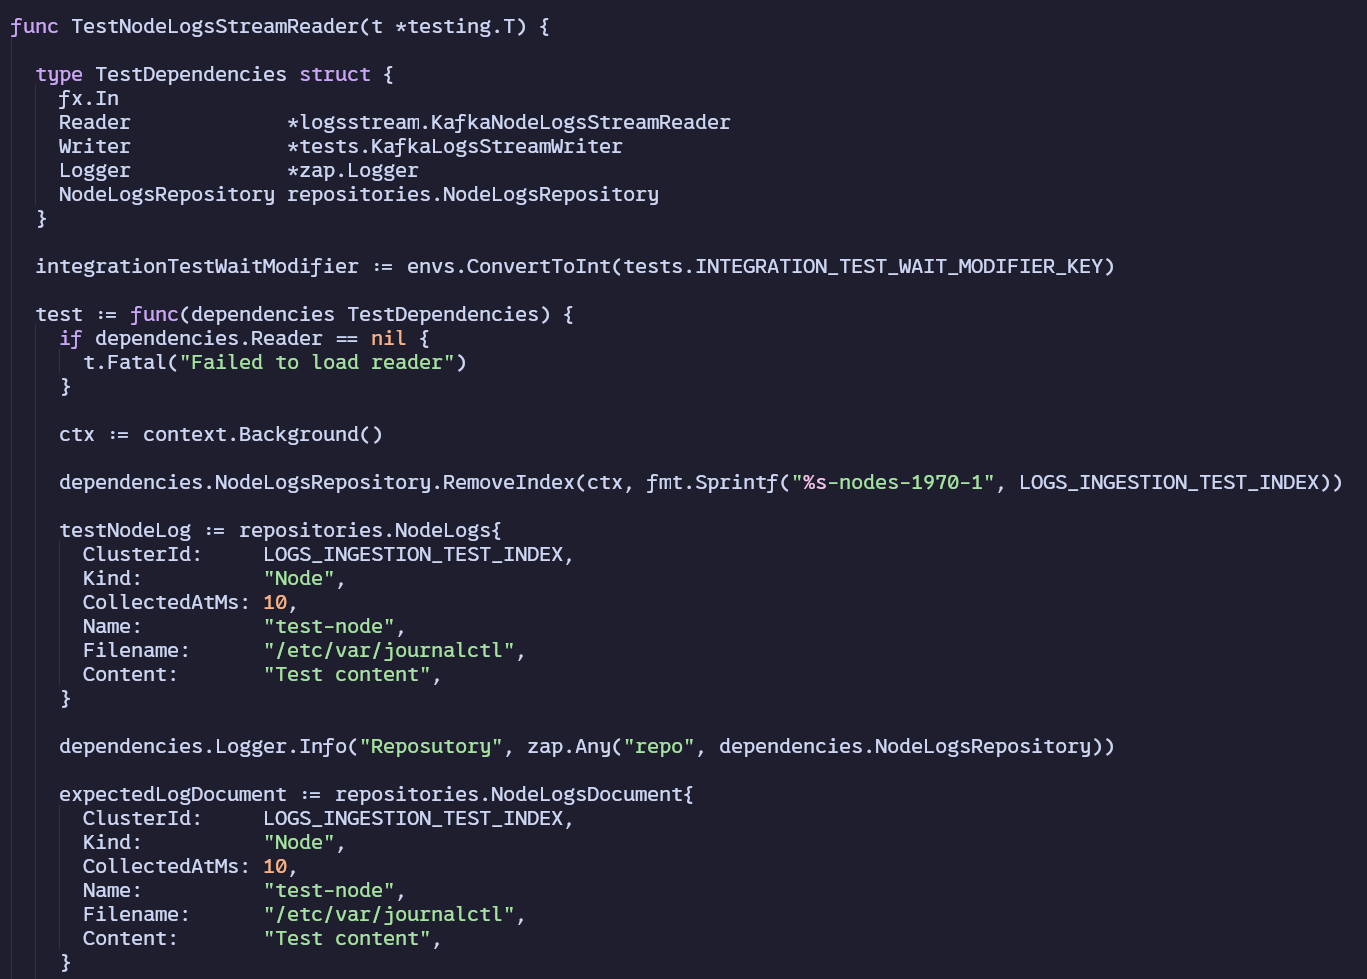 func TestNodeLogsStreamReader(t *testing.T) {
type TestDependencies struct {
fx.In
Reader *logsstream.KafkaNodeLogsStreamReader
Writer *tests.KafkaLogsStreamWriter
Logger *zap.Logger
NodeLogsRepository repositories.NodeLogsRepository
}
integrationTestWaitModifier := envs.ConvertToInt(tests.INTEGRATION_TEST_WAIT_MODIFIER_KEY)
test := func(dependencies TestDependencies) {
if dependencies.Reader == nil {
t.Fatal("Failed to load reader")
}
ctx := context.Background()
dependencies.NodeLogsRepository.RemoveIndex(ctx, fmt.Sprintf("%s-nodes-1970-1", LOGS_INGESTION_TEST_INDEX))
testNodeLog := repositories.NodeLogs{
ClusterId: LOGS_INGESTION_TEST_INDEX,
Kind: "Node",
CollectedAtMs: 10,
Name: "test-node",
Filename: "/etc/var/journalctl",
Content: "Test content",
}
dependencies.Logger.Info("Reposutory", zap.Any("repo", dependencies.NodeLogsRepository))
expectedLogDocument := repositories.NodeLogsDocument{
ClusterId: LOGS_INGESTION_TEST_INDEX,
Kind: "Node",
CollectedAtMs: 10,
Name: "test-node",
Filename: "/etc/var/journalctl",
Content: "Test content",
}